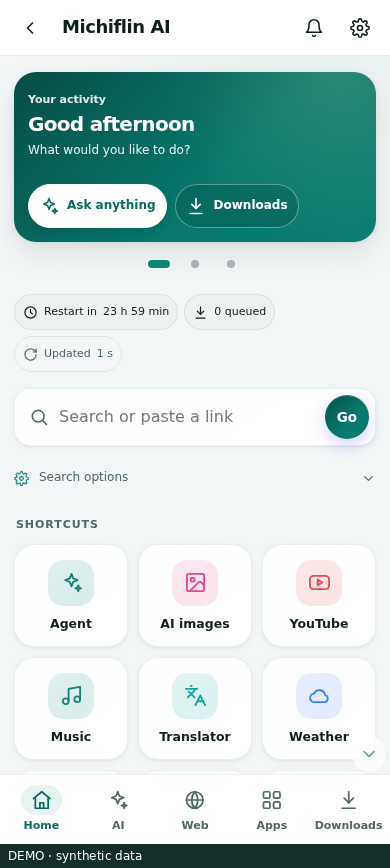 Michiflin AI
Your activity
Good afternoon
What would you like to do?
Ask anything
Downloads
Restart in 23 h 59 min
0 queued
Updated 1 s
Search or paste a link
Go
Search options
SHORTCUTS
Agent
AI images
YouTube
Music
Translator
Weather
Home
AI
Web
Apps
Downloads
DEMO · synthetic data